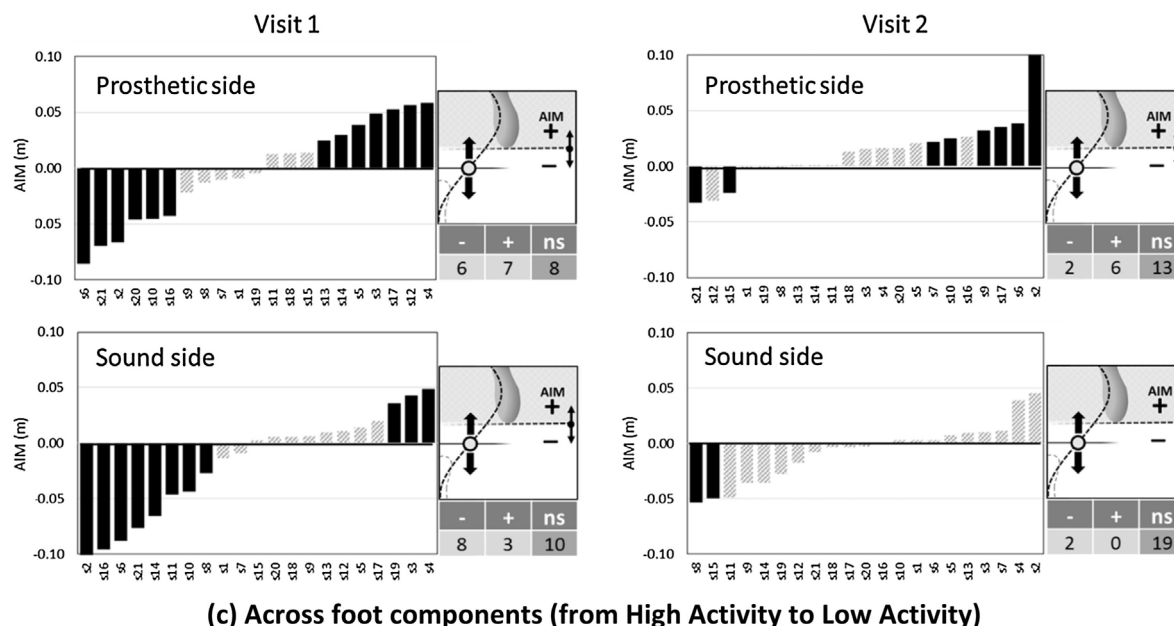 Visit 1
Visit 2
0.10
0.05
0.00
0.05
-0.10
AIM (m)
Prosthetic side
s6 s21 s2 s20 s10 s16 s9 s8 s7 s1 s19 s11 s18 s15 s13 s14 s5 s3 s17 s12 s4
AIM
+
−
- + ns
6 7 8
0.10
0.05
0.00
-0.05
-0.10
AIM (m)
Prosthetic side
s21 s12 s15 s1 s19 s8 s13 s14 s10 s11 s18 s3 s4 s20 s5 s7 s10 s16 s9 s17 s6 s2
AIM
+
−
- + ns
2 6 13
0.10
0.05
0.00
-0.05
-0.10
AIM (m)
Sound side
s2 s16 s6 s21 s14 s11 s10 s8 s1 s7 s15 s20 s18 s9 s13 s12 s5 s17 s19 s3 s4
AIM
+
−
- + ns
8 3 10
0.10
0.05
0.00
-0.05
-0.10
AIM (m)
Sound side
s8 s15 s11 s9 s14 s19 s12 s21 s18 s17 s20 s16 s10 s1 s6 s5 s13 s3 s7 s4 s2
AIM
+
−
- + ns
2 0 19
(c) Across foot components (from High Activity to Low Activity)